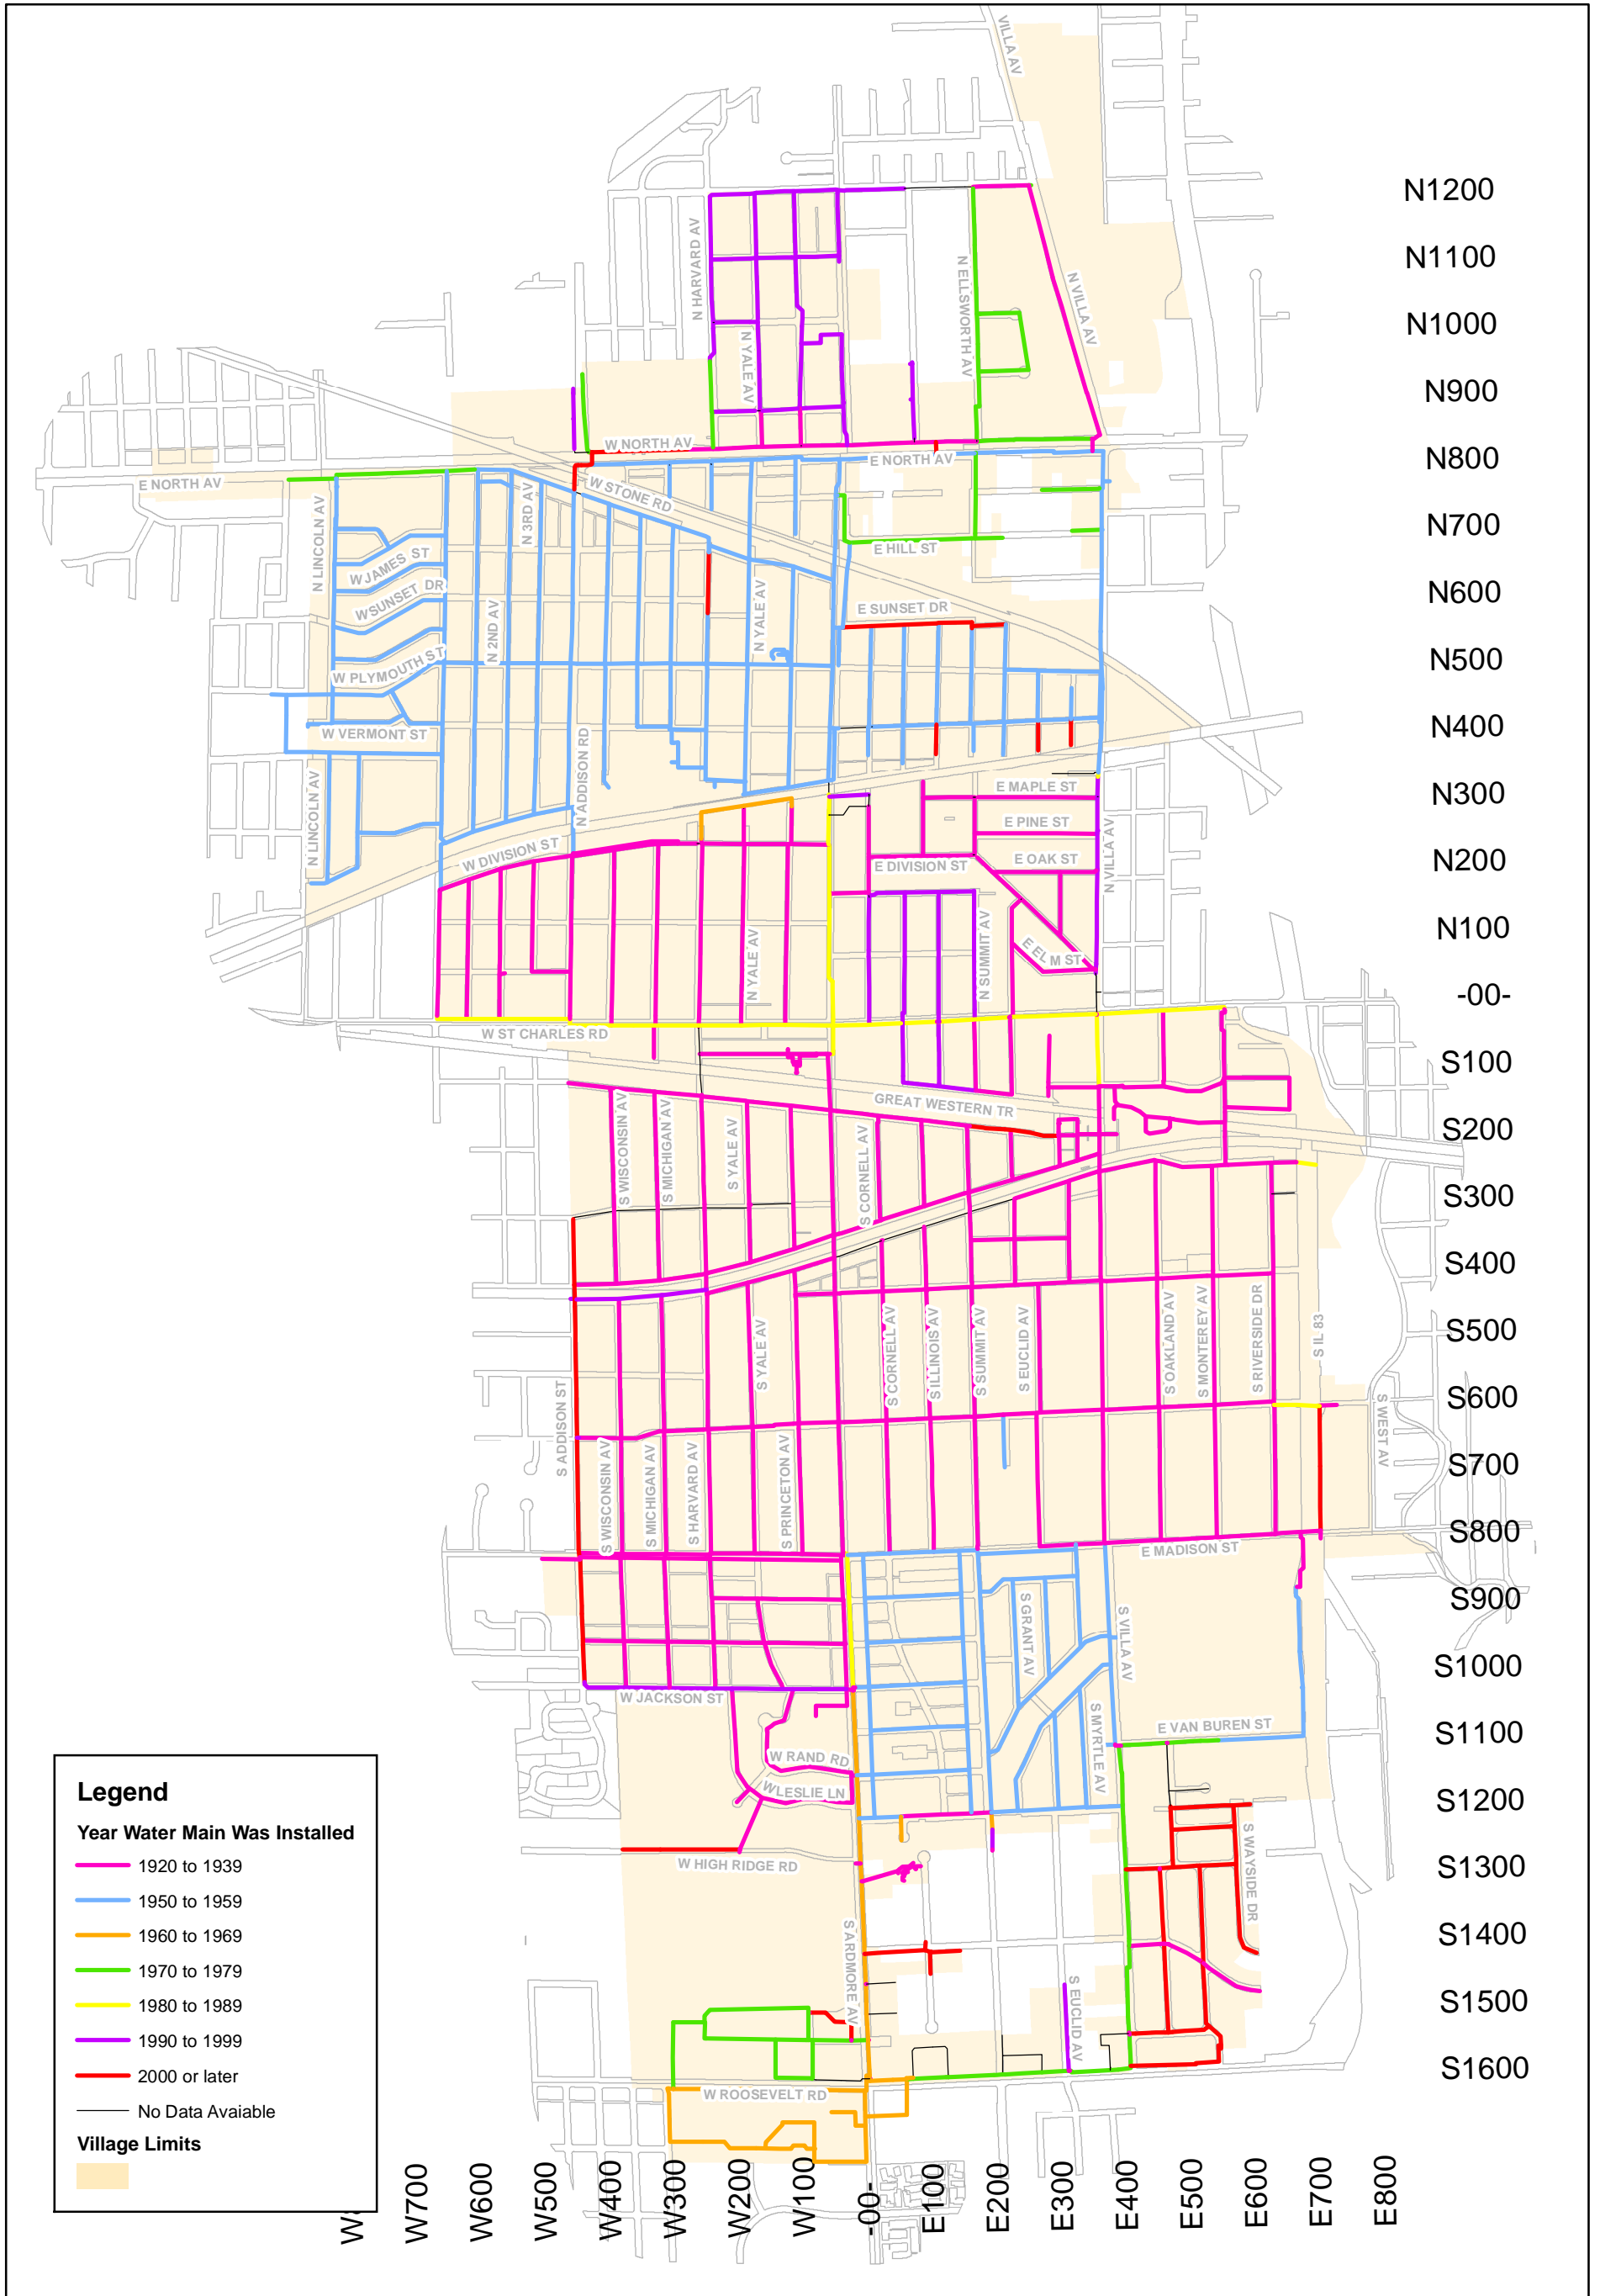 VILLA AV
N1200
N HARVARD AV
N1100
N ELLSWORTH AV
N VILLA AV
N1000
N YALE AV
N900
W NORTH AV
E NORTH AV
N800
E NORTH AV
W STONE RD
N 3RD AV
N LINCOLN AV
N700
E HILL ST
W JAMES ST
W SUNSET DR
N600
E SUNSET DR
N 2ND AV
N YALE AV
N500
W PLYMOUTH ST
W VERMONT ST
N400
N ADDISON RD
N LINCOLN AV
E MAPLE ST
N300
E PINE ST
N VILLA AV
W DIVISION ST
E DIVISION ST
E OAK ST
N200
N100
N YALE AV
N SUMMIT AV
E ELM ST
-00-
W ST CHARLES RD
S100
GREAT WESTERN TR
S WISCONSIN AV
S MICHIGAN AV
S YALE AV
S CORNELL AV
S200
S300
S400
S YALE AV
S CORNELL AV
S ILLINOIS AV
S SUMMIT AV
S EUCLID AV
S OAKLAND AV
S MONTEREY AV
S RIVERSIDE DR
S IL 83
S500
S600
S ADDISON ST
S WEST AV
S WISCONSIN AV
S MICHIGAN AV
S HARVARD AV
S PRINCETON AV
S700
S800
E MADISON ST
S GRANT AV
S VILLA AV
S900
S1000
W JACKSON ST
S MYRTLE AV
E VAN BUREN ST
S1100
W RAND RD
W LESLIE LN
S1200
S WAYSIDE DR
W HIGH RIDGE RD
S1300
S ARDMORE AV
S1400
S EUCLID AV
S1500
S1600
W ROOSEVELT RD
Legend
Year Water Main Was Installed
1920 to 1939
1950 to 1959
1960 to 1969
1970 to 1979
1980 to 1989
1990 to 1999
2000 or later
No Data Avaiable
Village Limits
W700
W600
W500
W400
W300
W200
W100
-00-
E100
E200
E300
E400
E500
E600
E700
E800